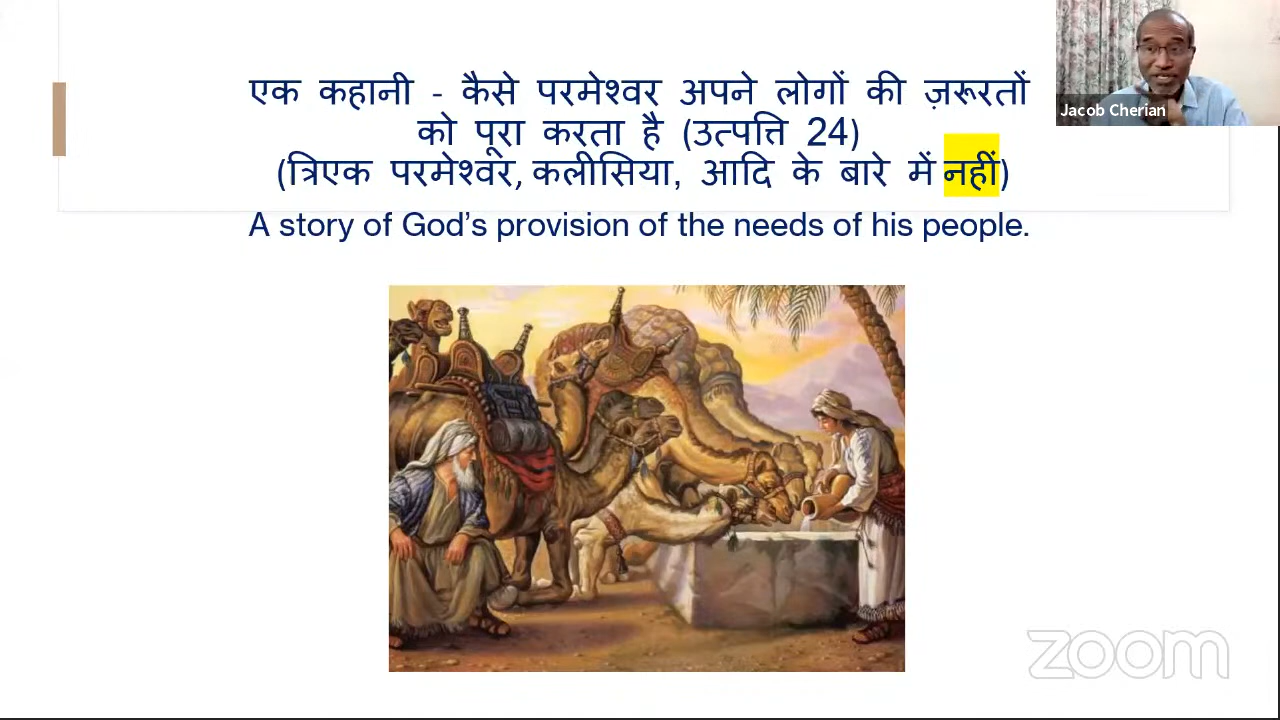 एक कहानी - कैसे परमेश्वर अपने लोगों की ज़रूरतों
को पूरा करता है (उत्पत्ति 24)
(त्रिएक परमेश्वर, कलीसिया, आदि के बारे में नहीं)
A story of God's provision of the needs of his people.
Jacob Cherian
zoom